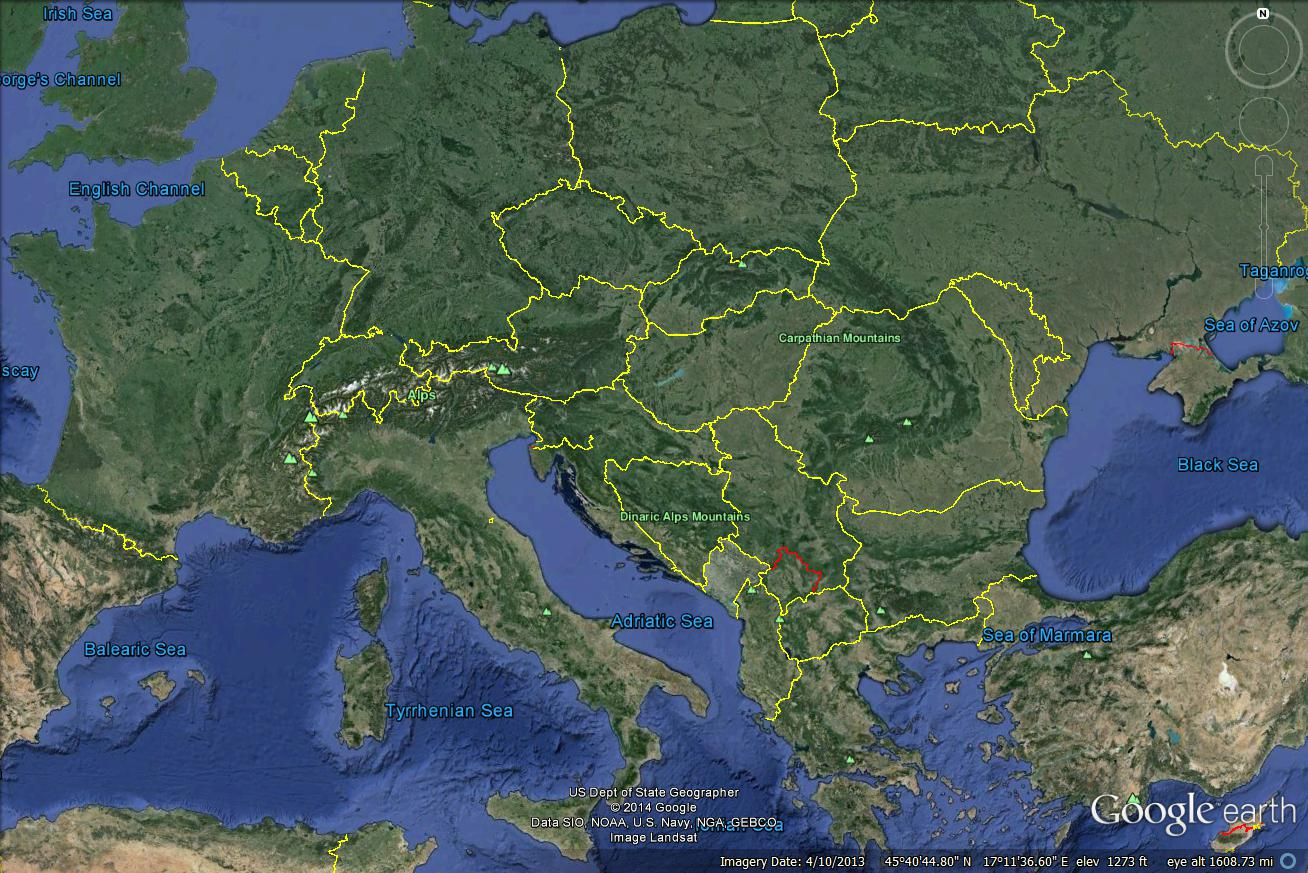 Irish Sea
orge's Channel
English Channel
Taganro
Sea of Azov
Carpathian Mountains
scay
Alps
Black Sea
Dinaric Alps Mountains
Adriatic Sea
Sea of Marmara
Balearic Sea
Tyrrhenian Sea
US Dept of State Geographer
© 2014 Google
Data SIO, NOAA, U.S. Navy, NGA, GEBCO
Image Landsat
Sea
Google earth
Imagery Date: 4/10/2013 45°40'44.80" N 17°11'36.60" E elev 1273 ft eye alt 1608.73 mi
N